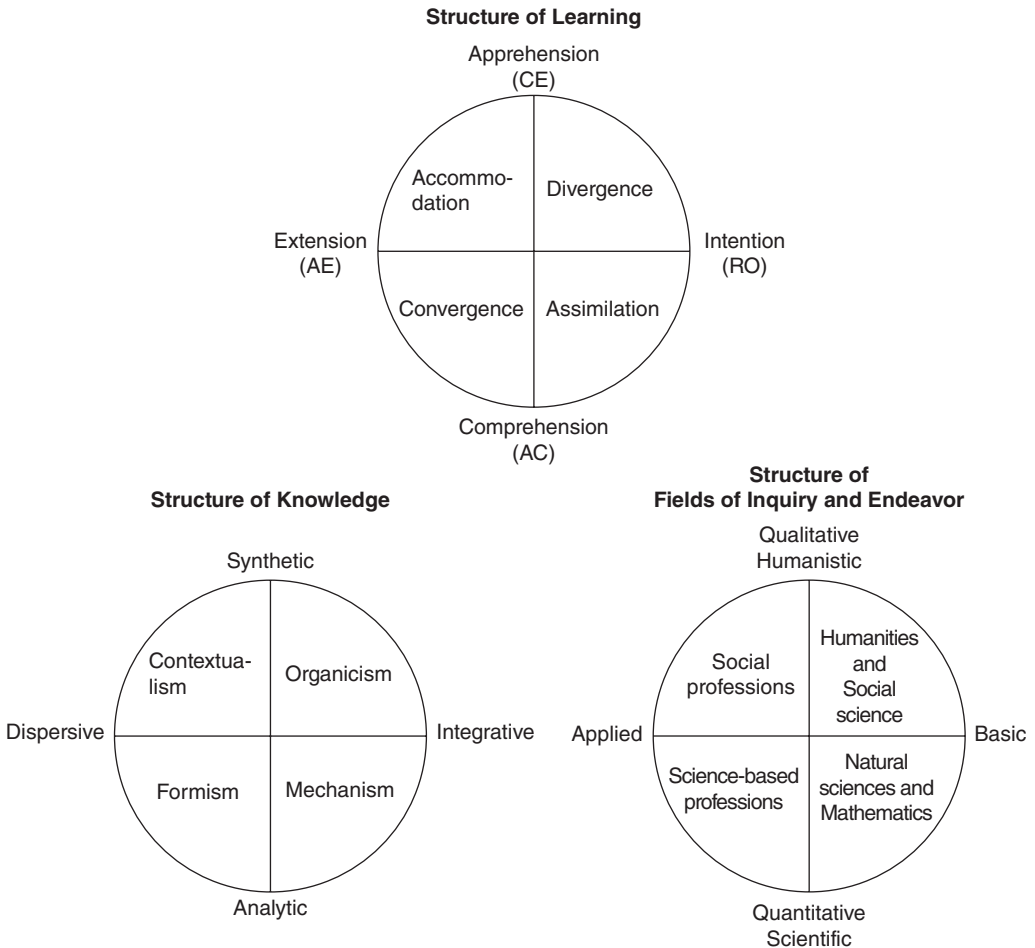 Structure of Learning
Apprehension
(CE)
Accommo-
dation
Divergence
Extension
(AE)
Intention
(RO)
Convergence
Assimilation
Comprehension
(AC)
Structure of Knowledge
Synthetic
Contextua-
lism
Organicism
Dispersive
Integrative
Formism
Mechanism
Analytic
Structure of
Fields of Inquiry and Endeavor
Qualitative
Humanistic
Social
professions
Humanities
and
Social
science
Applied
Basic
Science-based
professions
Natural
sciences and
Mathematics
Quantitative
Scientific